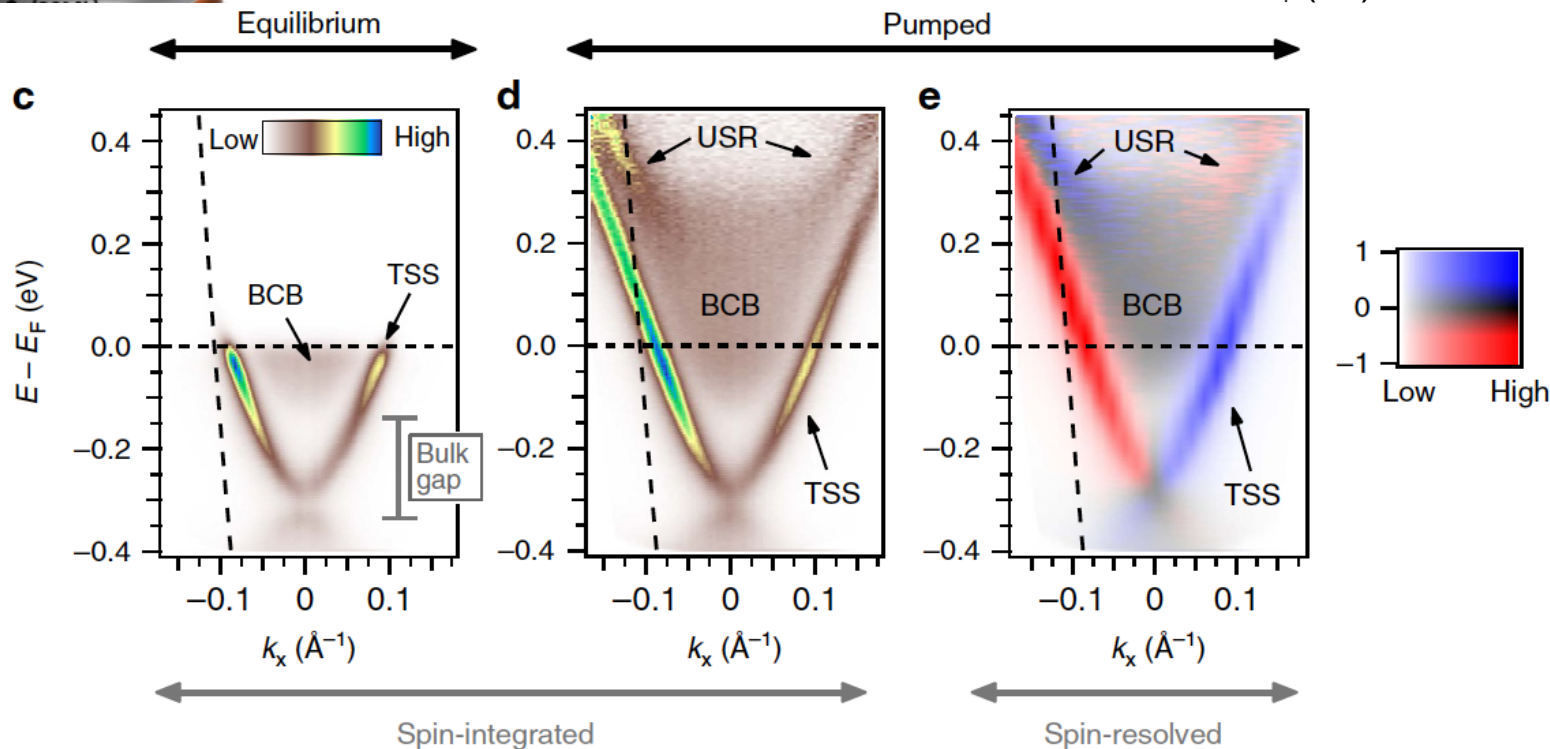 Equilibrium
Pumped
c
Low High
BCB
TSS
Bulk
gap
E – EF (eV)
0.4
0.2
0.0
–0.2
–0.4
–0.1 0 0.1
kx (Å–1)
d
USR
BCB
TSS
0.4
0.2
0.0
–0.2
–0.4
–0.1 0 0.1
kx (Å–1)
e
USR
BCB
TSS
0.4
0.2
0.0
–0.2
–0.4
–0.1 0 0.1
kx (Å–1)
1
0
–1
Low High
Spin-integrated
Spin-resolved